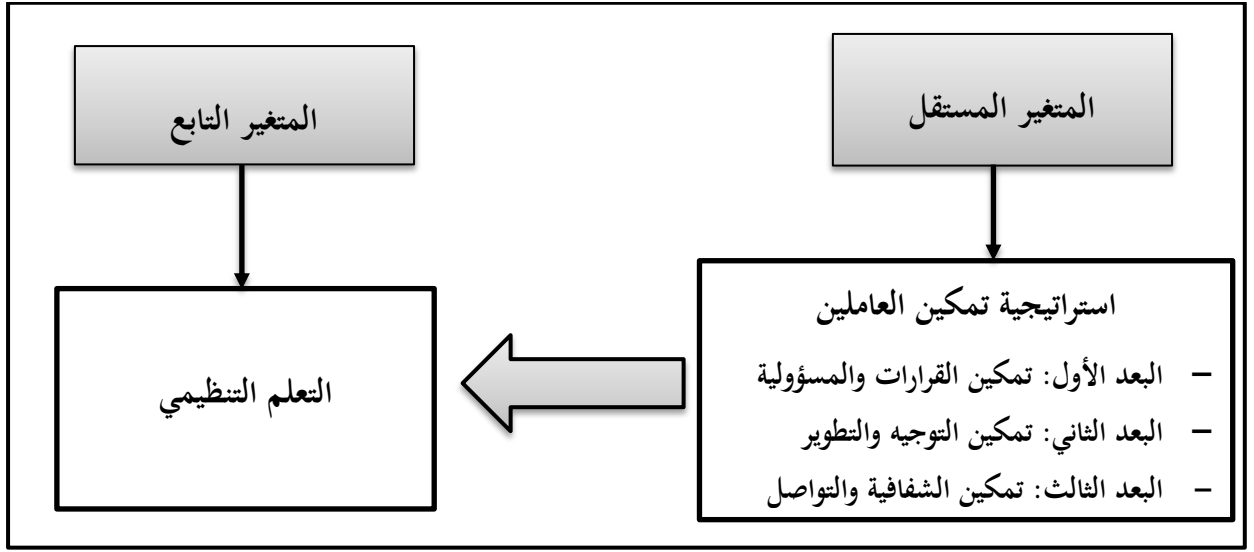 المتغير المستقل
المتغير التابع
استراتيجية تمكين العاملين
– البعد الأول: تمكين القرارات والمسؤولية
– البعد الثاني: تمكين التوجيه والتطوير
– البعد الثالث: تمكين الشفافية والتواصل
التعلم التنظيمي